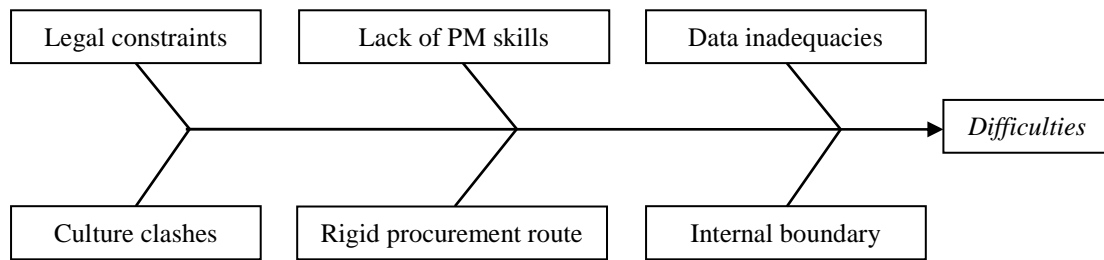 Legal constraints
Lack of PM skills
Data inadequacies
Difficulties
Culture clashes
Rigid procurement route
Internal boundary